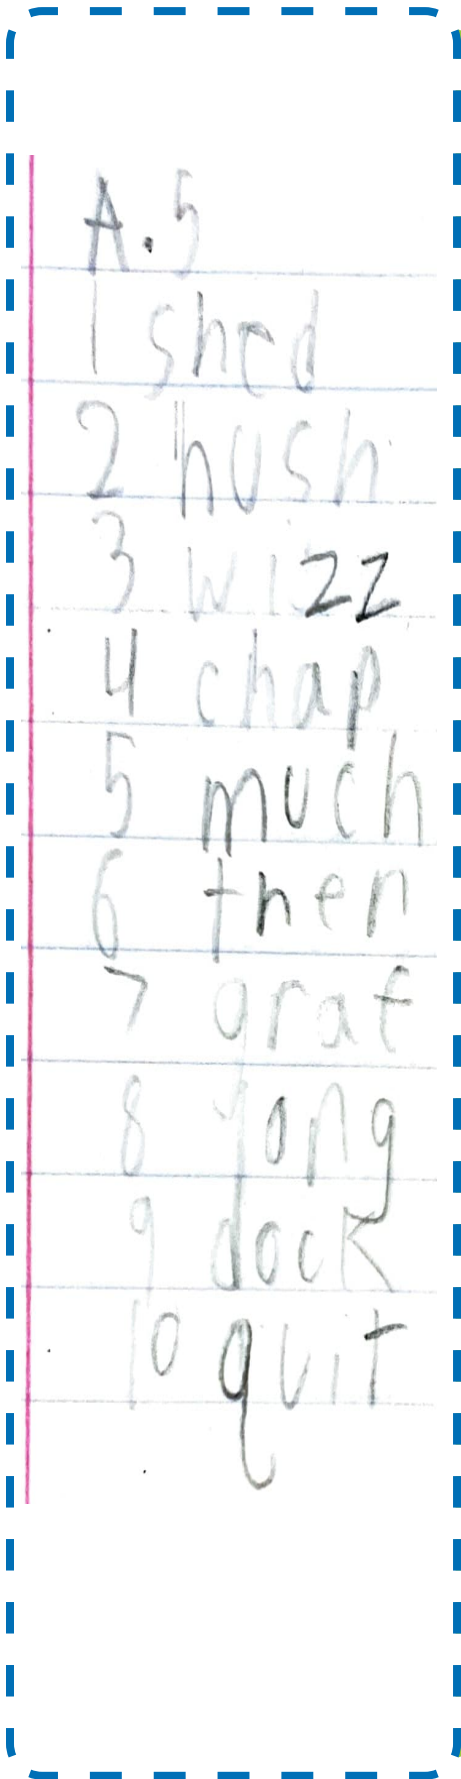 A.5
1 shed
2 hush
3 wizz
4 chap
5 much
6 then
7 graf
8 yong
9 dock
10 quit